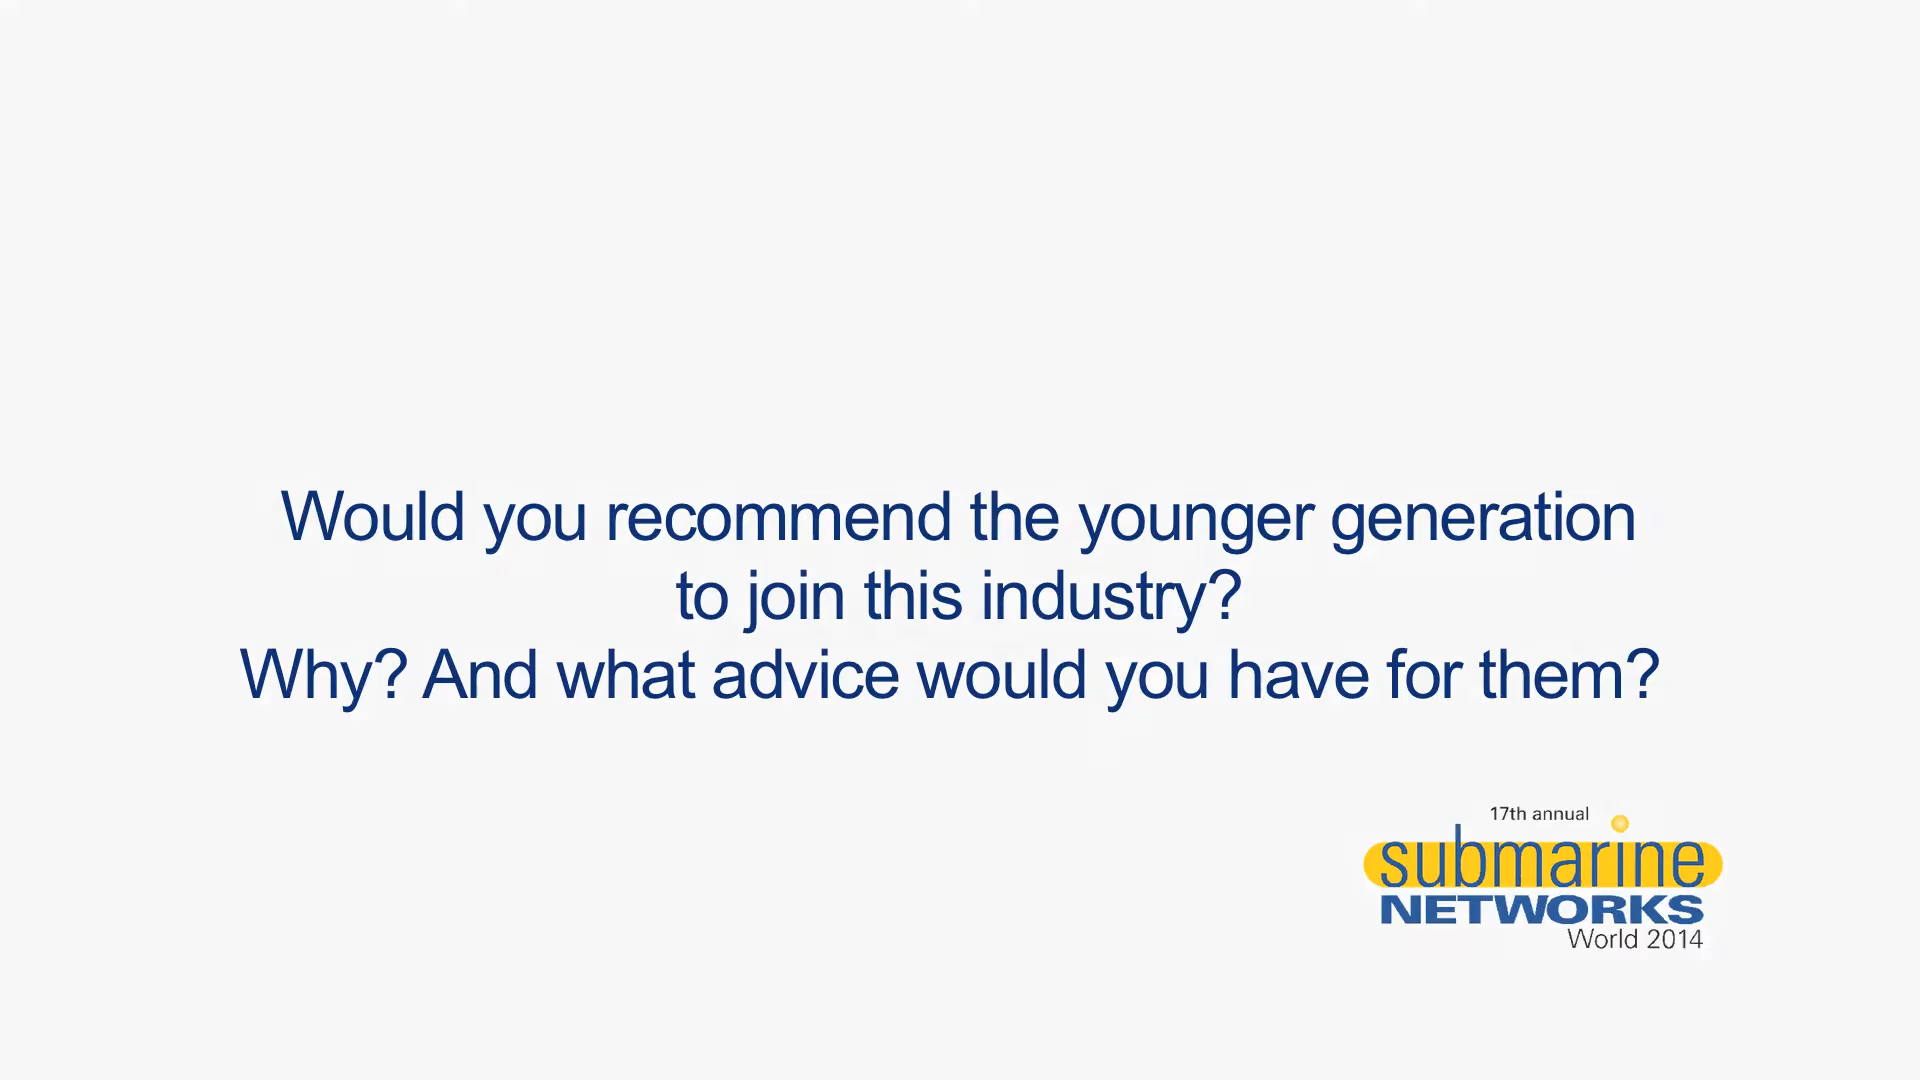 Would you recommend the younger generation
to join this industry?
Why? And what advice would you have for them?
17th annual
submarine
NETWORKS
World 2014